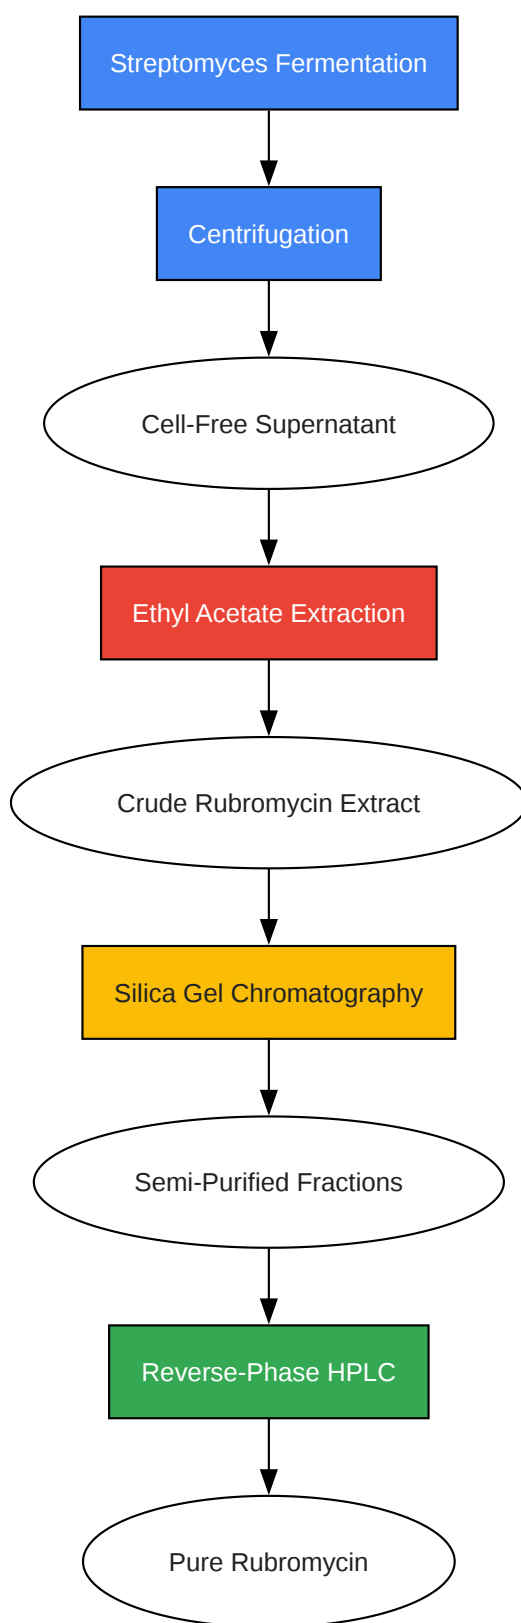 Streptomyces Fermentation
Centrifugation
Cell-Free Supernatant
Ethyl Acetate Extraction
Crude Rubromycin Extract
Silica Gel Chromatography
Semi-Purified Fractions
Reverse-Phase HPLC
Pure Rubromycin